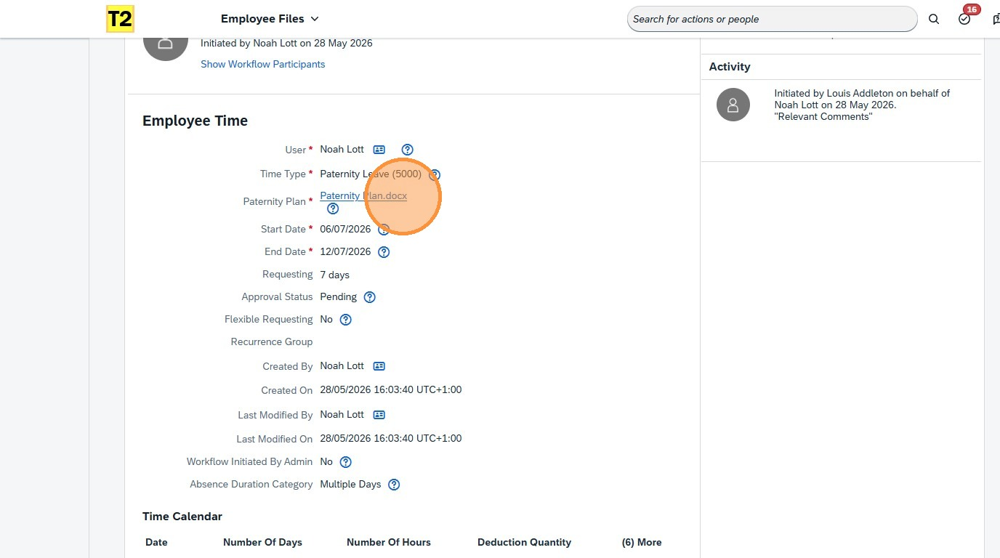 T2
Employee Files
Search for actions or people
16
Initiated by Noah Lott on 28 May 2026
Show Workflow Participants
Employee Time
User * Noah Lott
Time Type * Paternity Leave (5000)
Paternity Plan * Paternity Plan.docx
Start Date * 06/07/2026
End Date * 12/07/2026
Requesting 7 days
Approval Status Pending
Flexible Requesting No
Recurrence Group
Created By Noah Lott
Created On 28/05/2026 16:03:40 UTC+1:00
Last Modified By Noah Lott
Last Modified On 28/05/2026 16:03:40 UTC+1:00
Workflow Initiated By Admin No
Absence Duration Category Multiple Days
Time Calendar
Date Number Of Days Number Of Hours Deduction Quantity (6) More
Activity
Initiated by Louis Addleton on behalf of
Noah Lott on 28 May 2026.
"Relevant Comments"